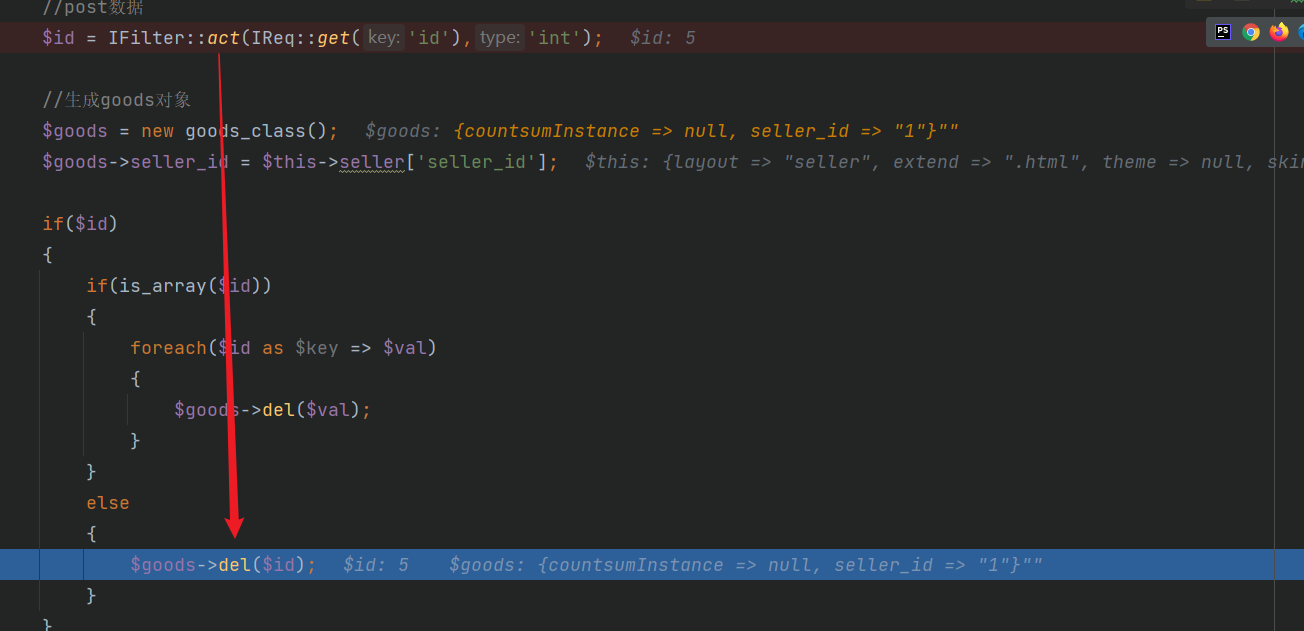 //post数据
$id = IFilter::act(IReq::get( key: 'id'), type: 'int');   $id: 5
//生成goods对象
$goods = new goods_class();   $goods: {countsumInstance => null, seller_id => "1"}""
$goods->seller_id = $this->seller['seller_id'];   $this: {layout => "seller", extend => ".html", theme => null, skin
if($id)
{
if(is_array($id))
{
foreach($id as $key => $val)
{
$goods->del($val);
}
}
else
{
$goods->del($id);   $id: 5   $goods: {countsumInstance => null, seller_id => "1"}""
}
}
PS